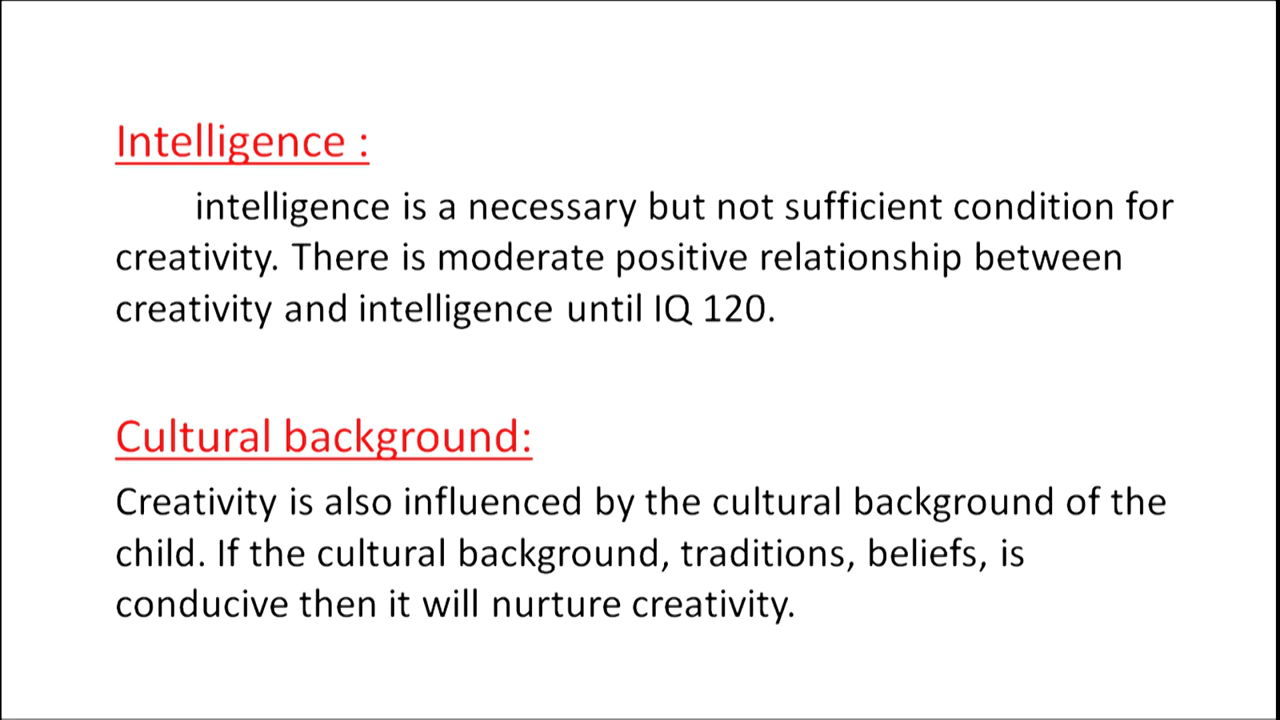 Intelligence :
intelligence is a necessary but not sufficient condition for
creativity. There is moderate positive relationship between
creativity and intelligence until IQ 120.
Cultural background:
Creativity is also influenced by the cultural background of the
child. If the cultural background, traditions, beliefs, is
conducive then it will nurture creativity.